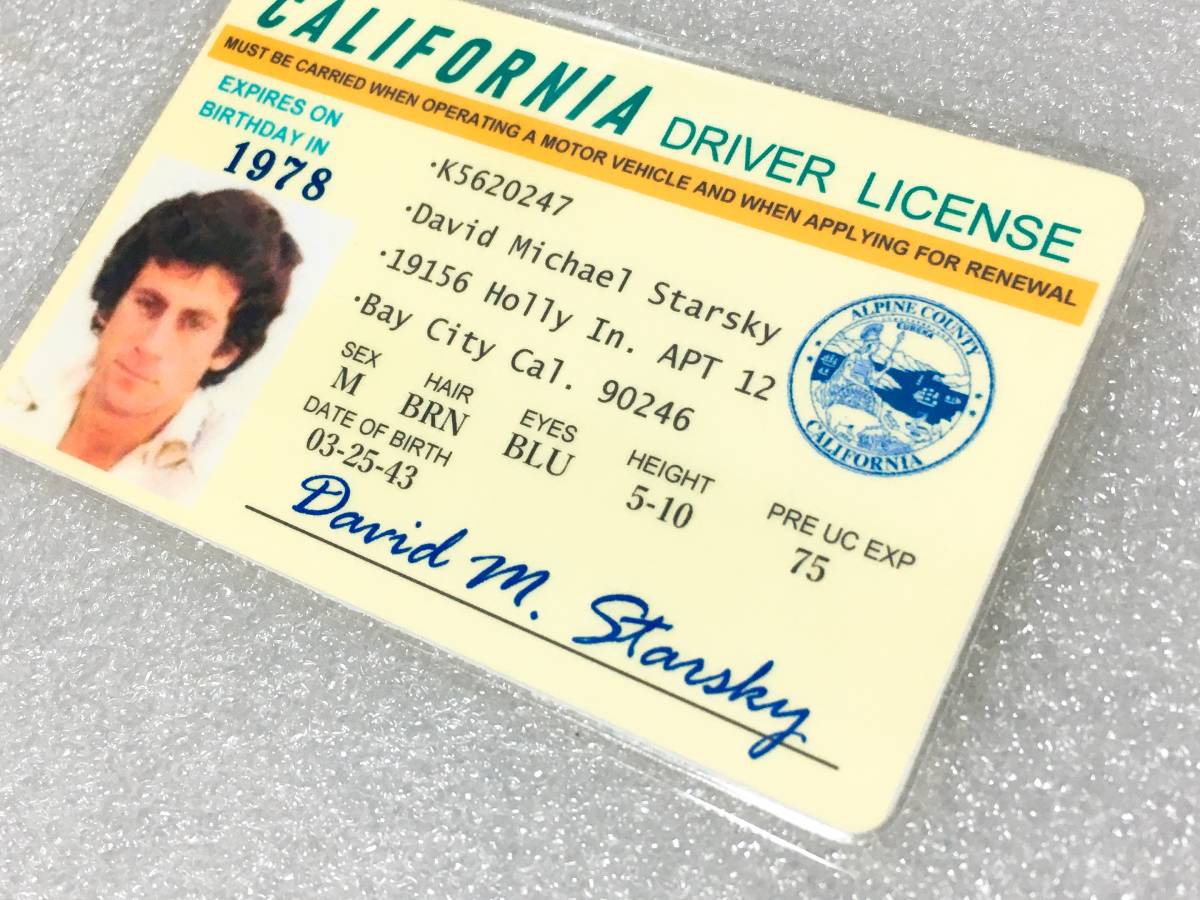 CALIFORNIA DRIVER LICENSE
MUST BE CARRIED WHEN OPERATING A MOTOR VEHICLE AND WHEN APPLYING FOR RENEWAL
EXPIRES ON
BIRTHDAY IN
1978
·K5620247
·David Michael Starsky
·19156 Holly In. APT 12
·Bay City Cal. 90246
SEX HAIR EYES HEIGHT PRE UC EXP
M BRN BLU 5-10 75
DATE OF BIRTH
03-25-43
David M. Starsky
ALPINE COUNTY
EUREKA
CALIFORNIA